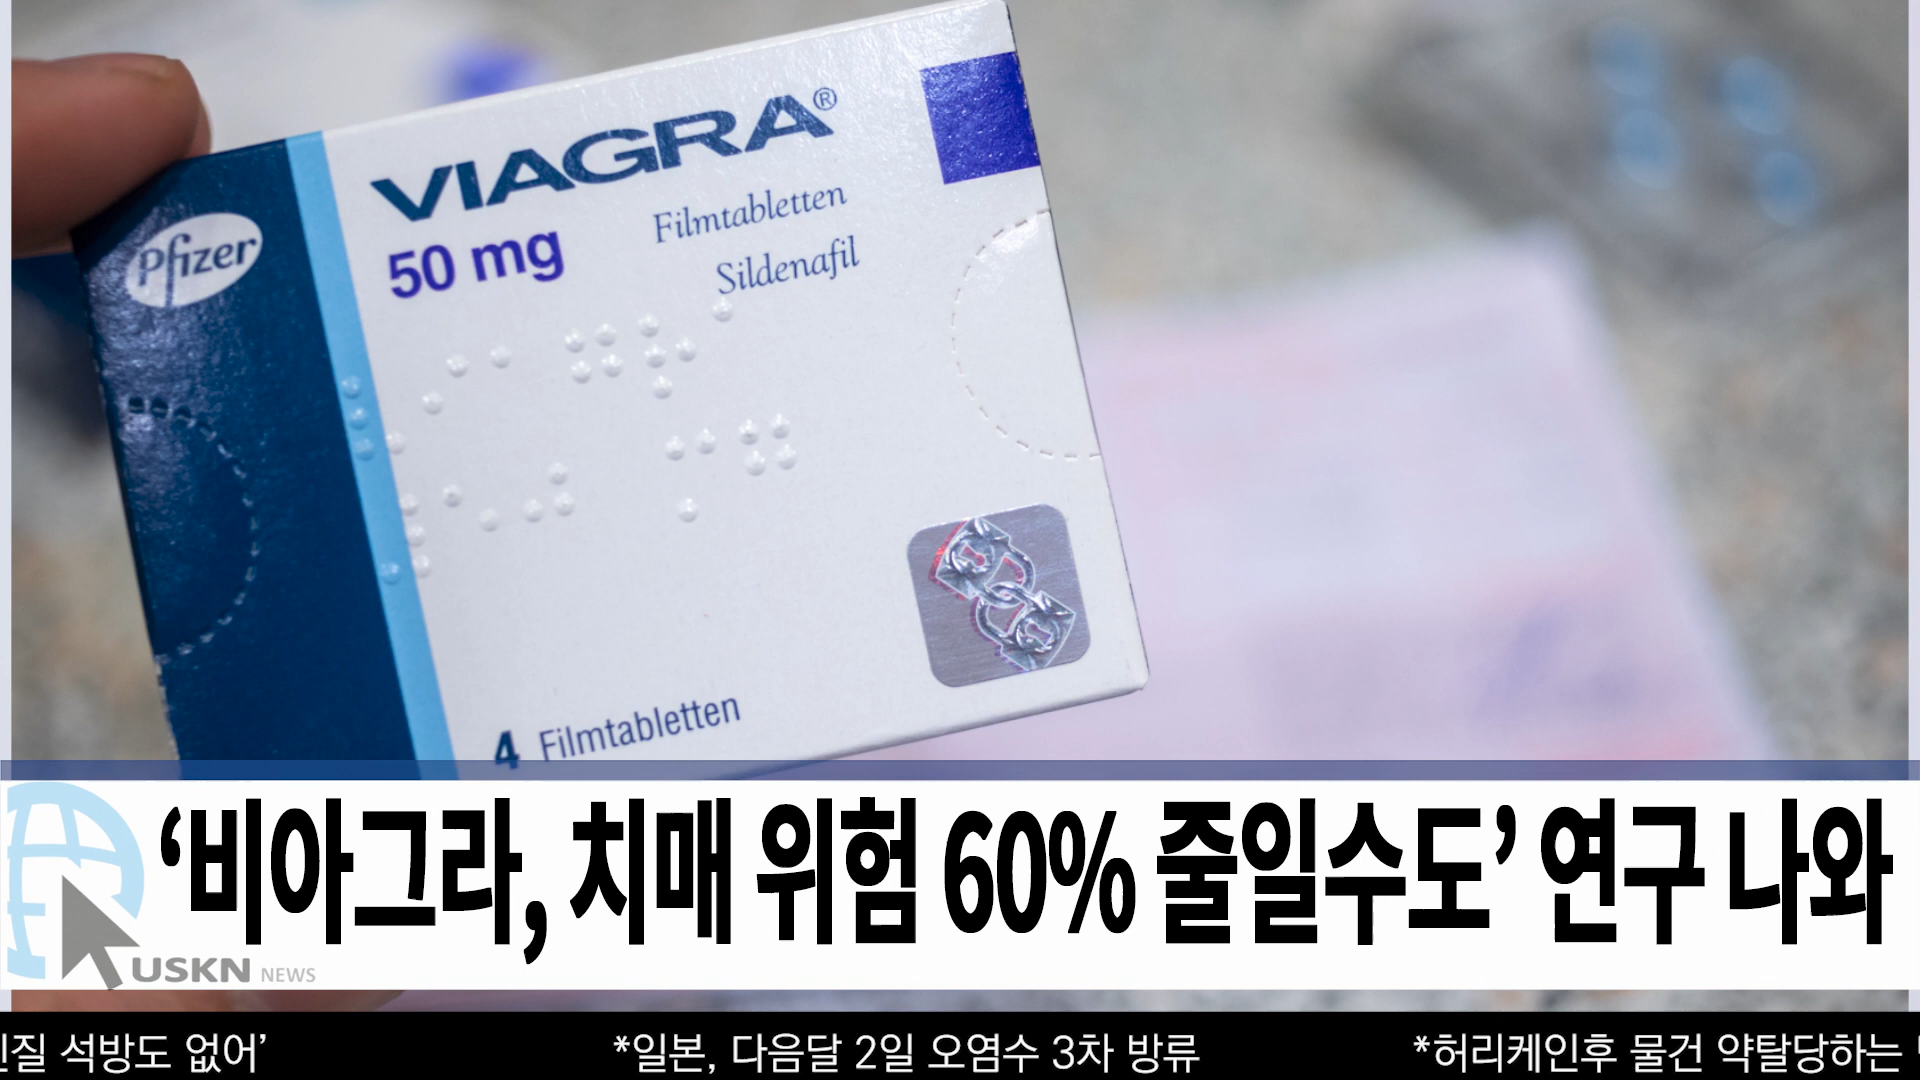 VIAGRA®
50 mg
Filmtabletten
Sildenafil
Pfizer
4 Filmtabletten
‘비아그라, 치매 위험 60% 줄일수도’ 연구 나와
USKN NEWS
질 석방도 없어’
*일본, 다음달 2일 오염수 3차 방류
*허리케인후 물건 약탈당하는